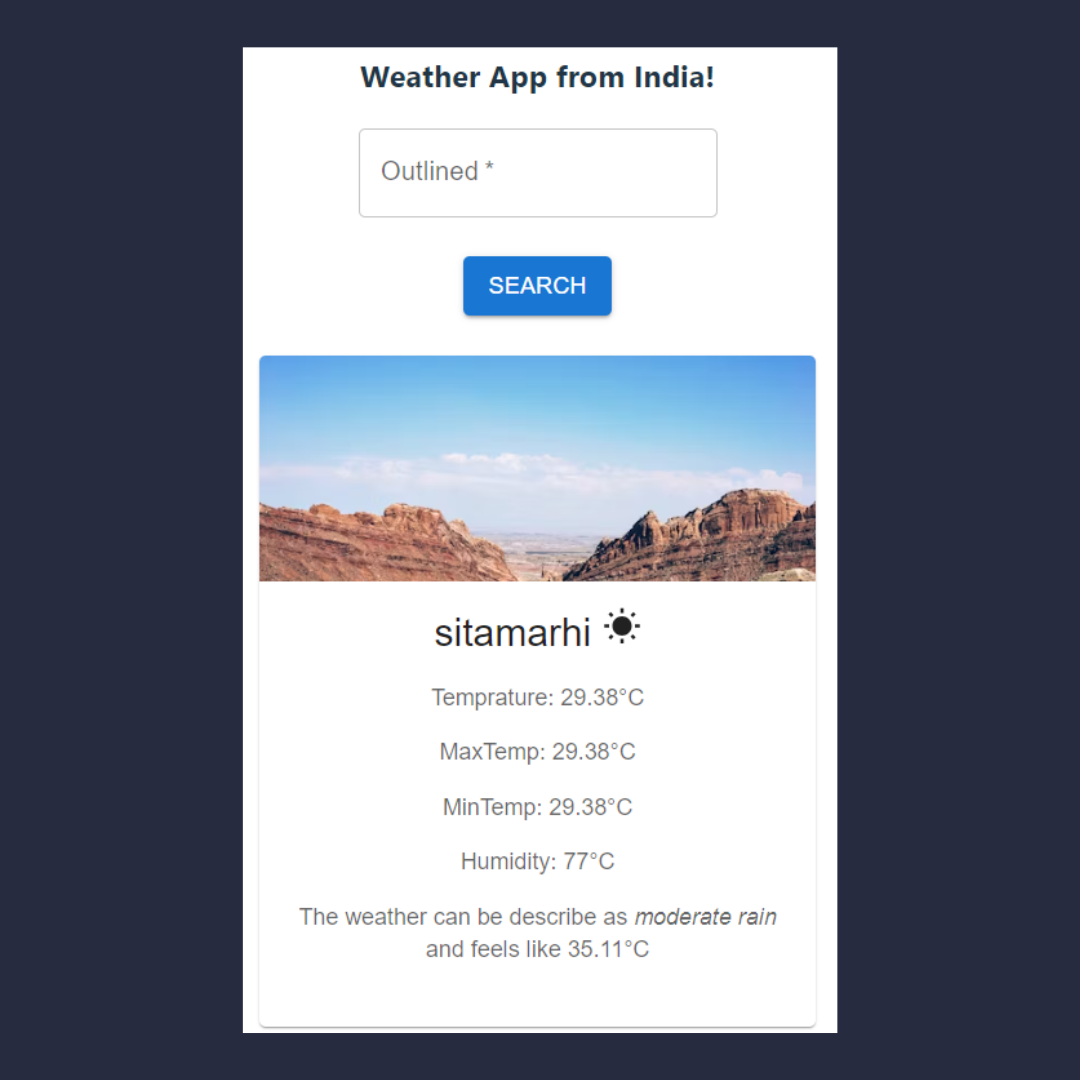 Weather App from India!
Outlined *
SEARCH
sitamarhi
Temprature: 29.38°C
MaxTemp: 29.38°C
MinTemp: 29.38°C
Humidity: 77°C
The weather can be describe as moderate rain
and feels like 35.11°C